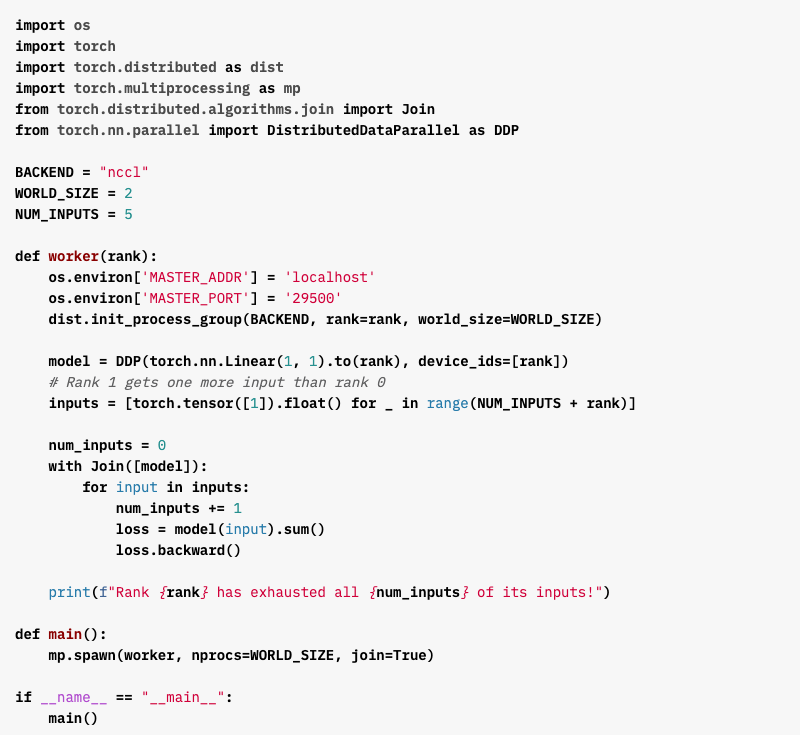 import os
import torch
import torch.distributed as dist
import torch.multiprocessing as mp
from torch.distributed.algorithms.join import Join
from torch.nn.parallel import DistributedDataParallel as DDP

BACKEND = "nccl"
WORLD_SIZE = 2
NUM_INPUTS = 5

def worker(rank):
    os.environ['MASTER_ADDR'] = 'localhost'
    os.environ['MASTER_PORT'] = '29500'
    dist.init_process_group(BACKEND, rank=rank, world_size=WORLD_SIZE)

    model = DDP(torch.nn.Linear(1, 1).to(rank), device_ids=[rank])
    # Rank 1 gets one more input than rank 0
    inputs = [torch.tensor([1]).float() for _ in range(NUM_INPUTS + rank)]

    num_inputs = 0
    with Join([model]):
        for input in inputs:
            num_inputs += 1
            loss = model(input).sum()
            loss.backward()

    print(f"Rank {rank} has exhausted all {num_inputs} of its inputs!")

def main():
    mp.spawn(worker, nprocs=WORLD_SIZE, join=True)

if __name__ == "__main__":
    main()